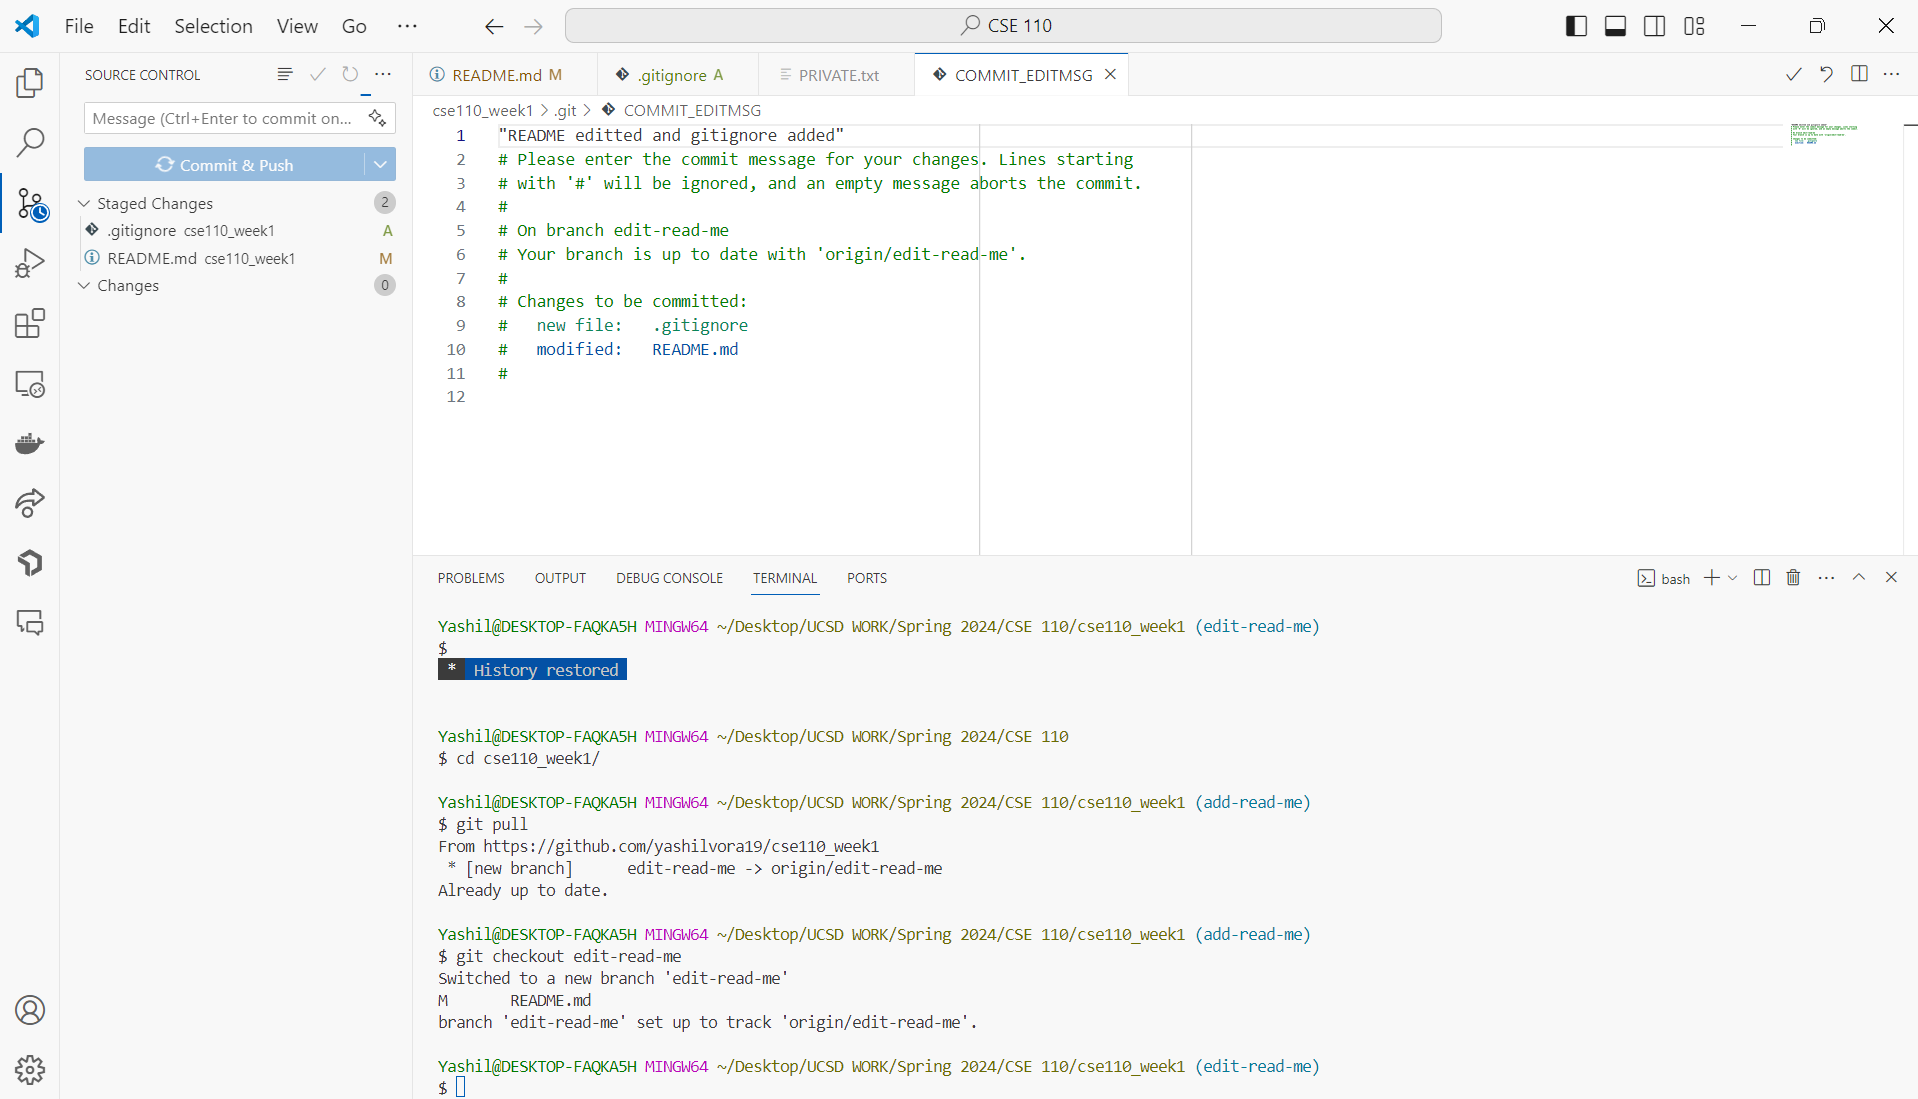 File Edit Selection View Go ···
CSE 110
SOURCE CONTROL
Message (Ctrl+Enter to commit on...
Commit & Push
Staged Changes 2
.gitignore cse110_week1 A
README.md cse110_week1 M
Changes 0
README.md M
.gitignore A
PRIVATE.txt
COMMIT_EDITMSG
cse110_week1 > .git > COMMIT_EDITMSG
1 "README editted and gitignore added"
2 # Please enter the commit message for your changes. Lines starting
3 # with '#' will be ignored, and an empty message aborts the commit.
4 #
5 # On branch edit-read-me
6 # Your branch is up to date with 'origin/edit-read-me'.
7 #
8 # Changes to be committed:
9 # new file: .gitignore
10 # modified: README.md
11 #
12
PROBLEMS OUTPUT DEBUG CONSOLE TERMINAL PORTS
bash
Yashil@DESKTOP-FAQKA5H MINGW64 ~/Desktop/UCSD WORK/Spring 2024/CSE 110/cse110_week1 (edit-read-me)
$
* History restored
Yashil@DESKTOP-FAQKA5H MINGW64 ~/Desktop/UCSD WORK/Spring 2024/CSE 110
$ cd cse110_week1/
Yashil@DESKTOP-FAQKA5H MINGW64 ~/Desktop/UCSD WORK/Spring 2024/CSE 110/cse110_week1 (add-read-me)
$ git pull
From https://github.com/yashilvora19/cse110_week1
* [new branch] edit-read-me -> origin/edit-read-me
Already up to date.
Yashil@DESKTOP-FAQKA5H MINGW64 ~/Desktop/UCSD WORK/Spring 2024/CSE 110/cse110_week1 (add-read-me)
$ git checkout edit-read-me
Switched to a new branch 'edit-read-me'
M README.md
branch 'edit-read-me' set up to track 'origin/edit-read-me'.
Yashil@DESKTOP-FAQKA5H MINGW64 ~/Desktop/UCSD WORK/Spring 2024/CSE 110/cse110_week1 (edit-read-me)
$